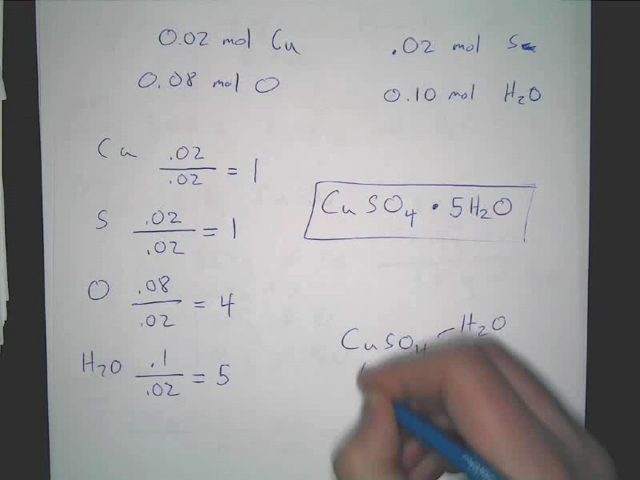 0.02 mol Cu
.02 mol S
0.08 mol O
0.10 mol H₂O
Cu .02/.02 = 1
S .02/.02 = 1
O .08/.02 = 4
H₂O .1/.02 = 5
CuSO₄ • 5H₂O
CuSO₄ – H₂O